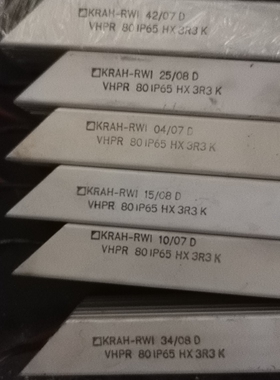 KRAH-RWI 42/07 D
VHPR 80 IP65 HX 3R3 K
KRAH-RWI 25/08 D
VHPR 80 IP65 HX 3R3 K
KRAH-RWI 04/07 D
VHPR 80 IP65 HX 3R3 K
KRAH-RWI 15/08 D
VHPR 80 IP65 HX 3R3 K
KRAH-RWI 10/07 D
VHPR 80 IP65 HX 3R3 K
KRAH-RWI 34/08 D
VHPR 80 IP65 HX 3R3 K